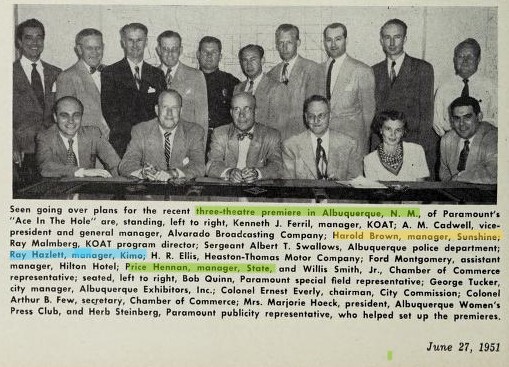 Seen going over plans for the recent three-theatre premiere in Albuquerque, N. M., of Paramount's
"Ace In The Hole" are, standing, left to right, Kenneth J. Ferril, manager, KOAT; A. M. Cadwell, vice-
president and general manager, Alvarado Broadcasting Company; Harold Brown, manager, Sunshine;
Ray Malmberg, KOAT program director; Sergeant Albert T. Swallows, Albuquerque police department;
Ray Hazlett, manager, Kimo; H. R. Ellis, Heaston-Thomas Motor Company; Ford Montgomery, assistant
manager, Hilton Hotel; Price Hennan, manager, State, and Willis Smith, Jr., Chamber of Commerce
representative; seated, left to right, Bob Quinn, Paramount special field representative; George Tucker,
city manager, Albuquerque Exhibitors, Inc.; Colonel Ernest Everly, chairman, City Commission; Colonel
Arthur B. Few, secretary, Chamber of Commerce; Mrs. Marjorie Hoeck, president, Albuquerque Women's
Press Club, and Herb Steinberg, Paramount publicity representative, who helped set up the premieres.
June 27, 1951